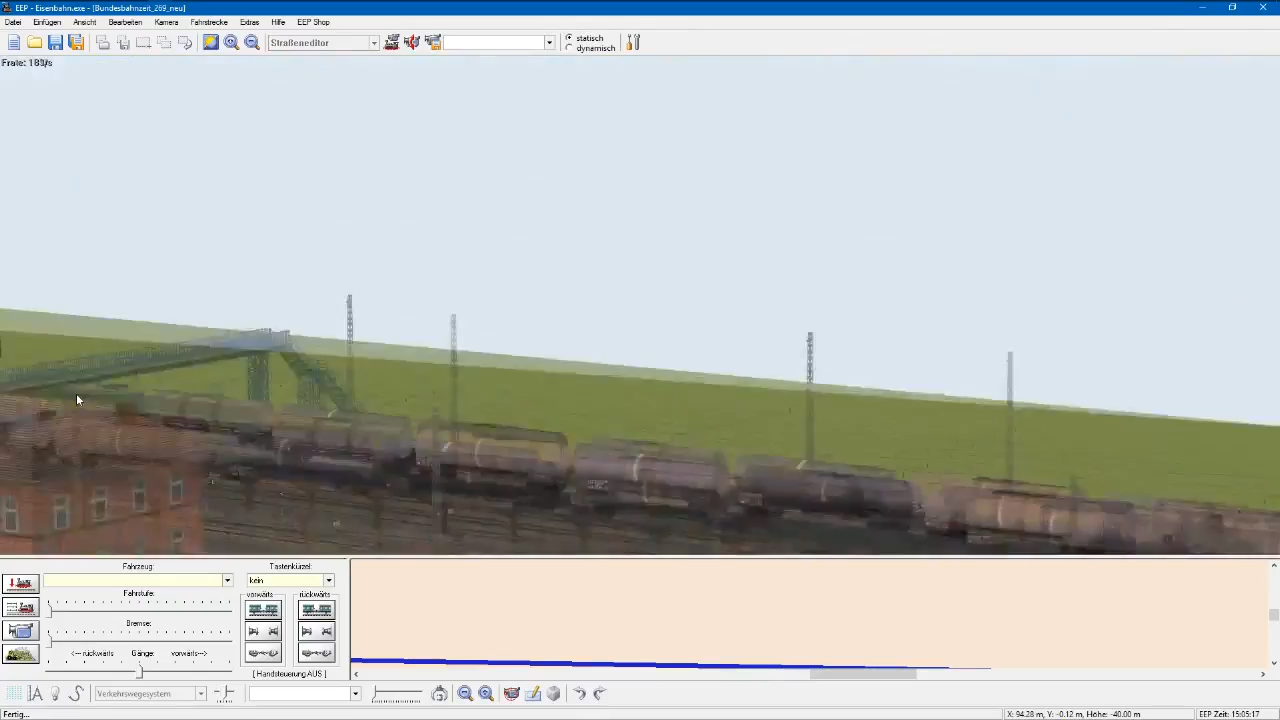 EEP - Eisenbahn.exe - [Bundesbahnzeit_269_neu]
Datei Einfügen Ansicht Bearbeiten Kamera Fahrstrecke Extras Hilfe EEP Shop
Straßeneditor
statisch
dynamisch
Fahrzeug:
Tastenkürzel:
kein
Fahrstufe:
vorwärts
rückwärts
Bremse:
<--- rückwärts Gänge: vorwärts-->
[ Handsteuerung AUS ]
Verkehrswegesystem
Fertig...
X: 94.28 m, Y: -0.12 m, Höhe: -40.00 m
EEP Zeit: 15:05:17